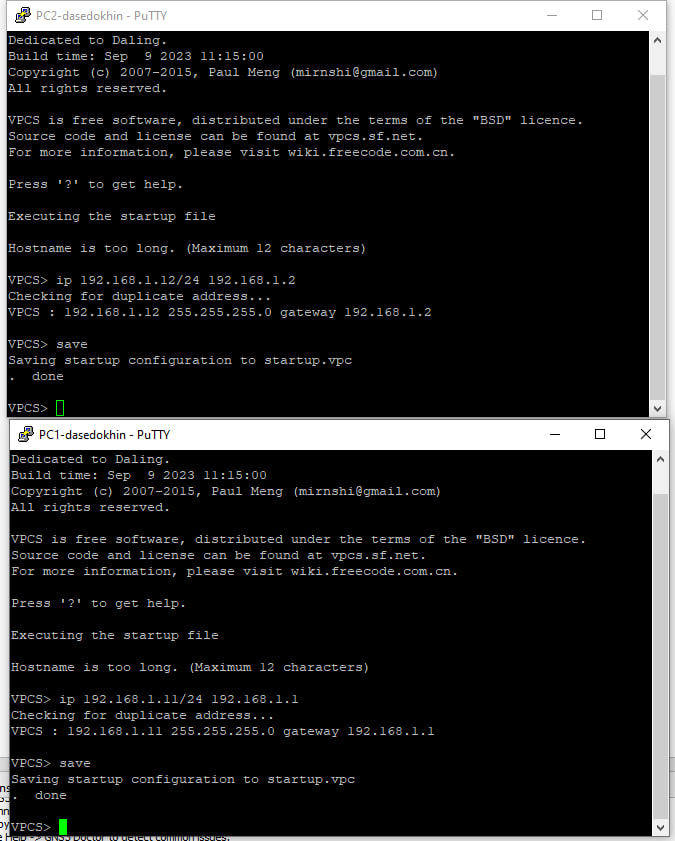 PC2-dasedokhin - PuTTY
Dedicated to Daling.
Build time: Sep  9 2023 11:15:00
Copyright (c) 2007-2015, Paul Meng (mirnshi@gmail.com)
All rights reserved.
VPCS is free software, distributed under the terms of the "BSD" licence.
Source code and license can be found at vpcs.sf.net.
For more information, please visit wiki.freecode.com.cn.
Press '?' to get help.
Executing the startup file
Hostname is too long. (Maximum 12 characters)
VPCS> ip 192.168.1.12/24 192.168.1.2
Checking for duplicate address...
VPCS : 192.168.1.12 255.255.255.0 gateway 192.168.1.2
VPCS> save
Saving startup configuration to startup.vpc
.  done
VPCS>
PC1-dasedokhin - PuTTY
Dedicated to Daling.
Build time: Sep  9 2023 11:15:00
Copyright (c) 2007-2015, Paul Meng (mirnshi@gmail.com)
All rights reserved.
VPCS is free software, distributed under the terms of the "BSD" licence.
Source code and license can be found at vpcs.sf.net.
For more information, please visit wiki.freecode.com.cn.
Press '?' to get help.
Executing the startup file
Hostname is too long. (Maximum 12 characters)
VPCS> ip 192.168.1.11/24 192.168.1.1
Checking for duplicate address...
VPCS : 192.168.1.11 255.255.255.0 gateway 192.168.1.1
VPCS> save
Saving startup configuration to startup.vpc
.  done
VPCS>
Help -> GNS3 Doctor to detect common issues.